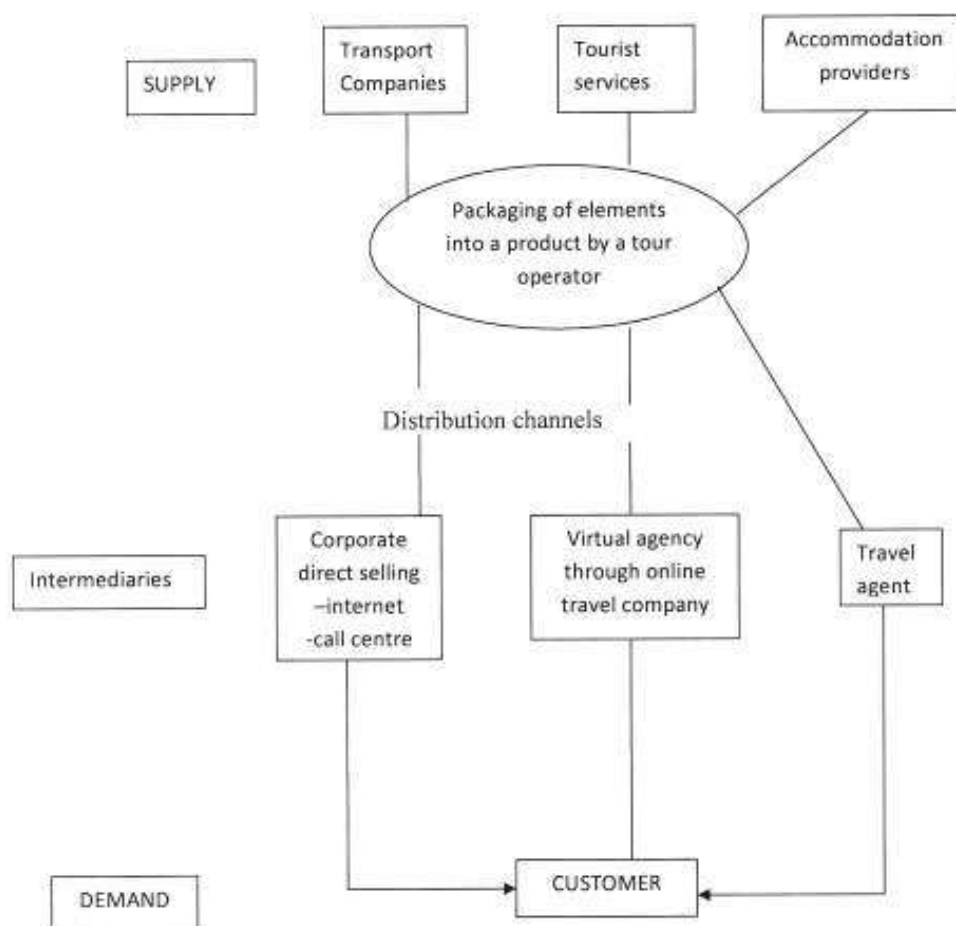 SUPPLY
Transport
Companies
Tourist
services
Accommodation
providers
Packaging of elements
into a product by a tour
operator
Distribution channels
Intermediaries
Corporate
direct selling
–internet
-call centre
Virtual agency
through online
travel company
Travel
agent
DEMAND
CUSTOMER